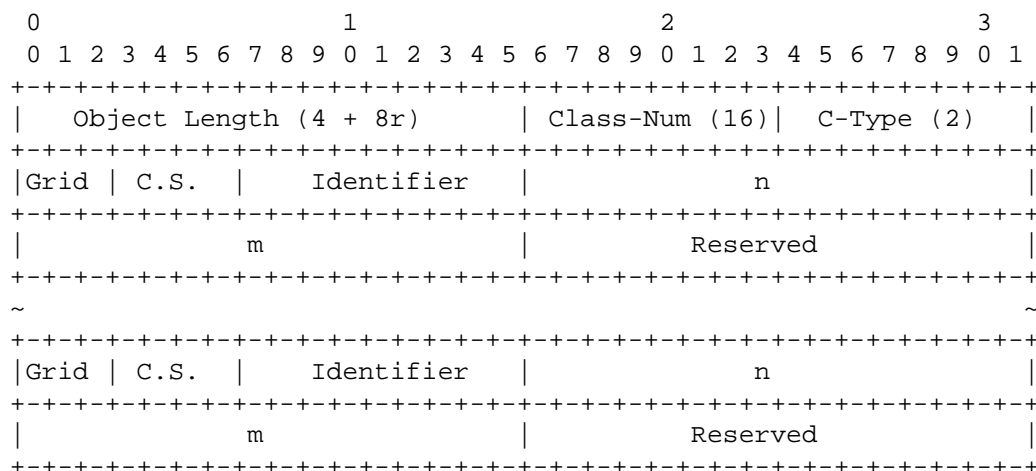 0                   1                   2                   3
 0 1 2 3 4 5 6 7 8 9 0 1 2 3 4 5 6 7 8 9 0 1 2 3 4 5 6 7 8 9 0 1
+-+-+-+-+-+-+-+-+-+-+-+-+-+-+-+-+-+-+-+-+-+-+-+-+-+-+-+-+-+-+-+-+
|   Object Length (4 + 8r)      | Class-Num (16)|  C-Type (2)   |
+-+-+-+-+-+-+-+-+-+-+-+-+-+-+-+-+-+-+-+-+-+-+-+-+-+-+-+-+-+-+-+-+
|Grid | C.S.  |    Identifier   |              n                |
+-+-+-+-+-+-+-+-+-+-+-+-+-+-+-+-+-+-+-+-+-+-+-+-+-+-+-+-+-+-+-+-+
|              m                |          Reserved             |
+-+-+-+-+-+-+-+-+-+-+-+-+-+-+-+-+-+-+-+-+-+-+-+-+-+-+-+-+-+-+-+-+
~                                                               ~
+-+-+-+-+-+-+-+-+-+-+-+-+-+-+-+-+-+-+-+-+-+-+-+-+-+-+-+-+-+-+-+-+
|Grid | C.S.  |    Identifier   |              n                |
+-+-+-+-+-+-+-+-+-+-+-+-+-+-+-+-+-+-+-+-+-+-+-+-+-+-+-+-+-+-+-+-+
|              m                |          Reserved             |
+-+-+-+-+-+-+-+-+-+-+-+-+-+-+-+-+-+-+-+-+-+-+-+-+-+-+-+-+-+-+-+-+